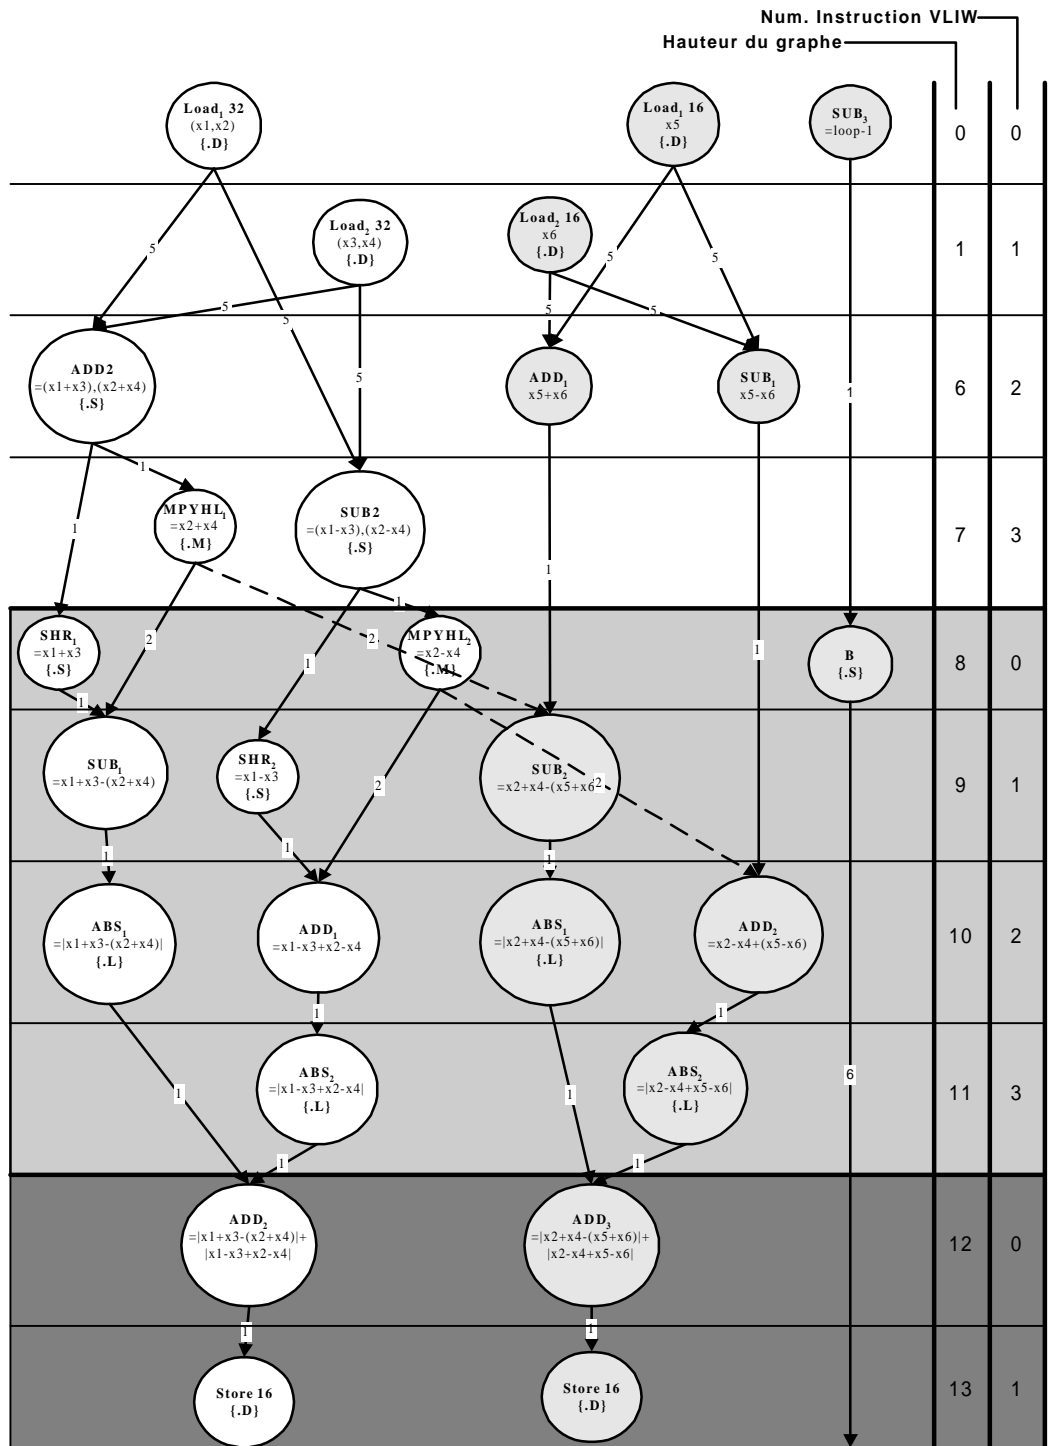 Num. Instruction VLIW
Hauteur du graphe
Load1 32
(x1,x2)
{.D}
Load1 16
x5
{.D}
SUB3
=loop-1
0
0
Load2 32
(x3,x4)
{.D}
Load2 16
x6
{.D}
1
1
5
5
5
5
5
5
5
5
ADD2
=(x1+x3),(x2+x4)
{.S}
ADD1
x5+x6
SUB1
x5-x6
1
6
2
1
1
MPYHL1
=x2+x4
{.M}
SUB2
=(x1-x3),(x2-x4)
{.S}
1
7
3
SHR1
=x1+x3
{.S}
2
1
2
1
MPYHL2
=x2-x4
{.M}
1
B
{.S}
8
0
1
SUB1
=x1+x3-(x2+x4)
SHR2
=x1-x3
{.S}
2
SUB2
=x2+x4-(x5+x6
2
9
1
1
1
1
ABS1
=|x1+x3-(x2+x4)|
{.L}
ADD1
=x1-x3+x2-x4
ABS1
=|x2+x4-(x5+x6)|
{.L}
ADD2
=x2-x4+(x5-x6)
10
2
1
1
1
ABS2
=|x1-x3+x2-x4|
{.L}
1
ABS2
=|x2-x4+x5-x6|
{.L}
6
11
3
1
1
ADD2
=|x1+x3-(x2+x4)|+
|x1-x3+x2-x4|
ADD3
=|x2+x4-(x5+x6)|+
|x2-x4+x5-x6|
12
0
1
1
Store 16
{.D}
Store 16
{.D}
13
1